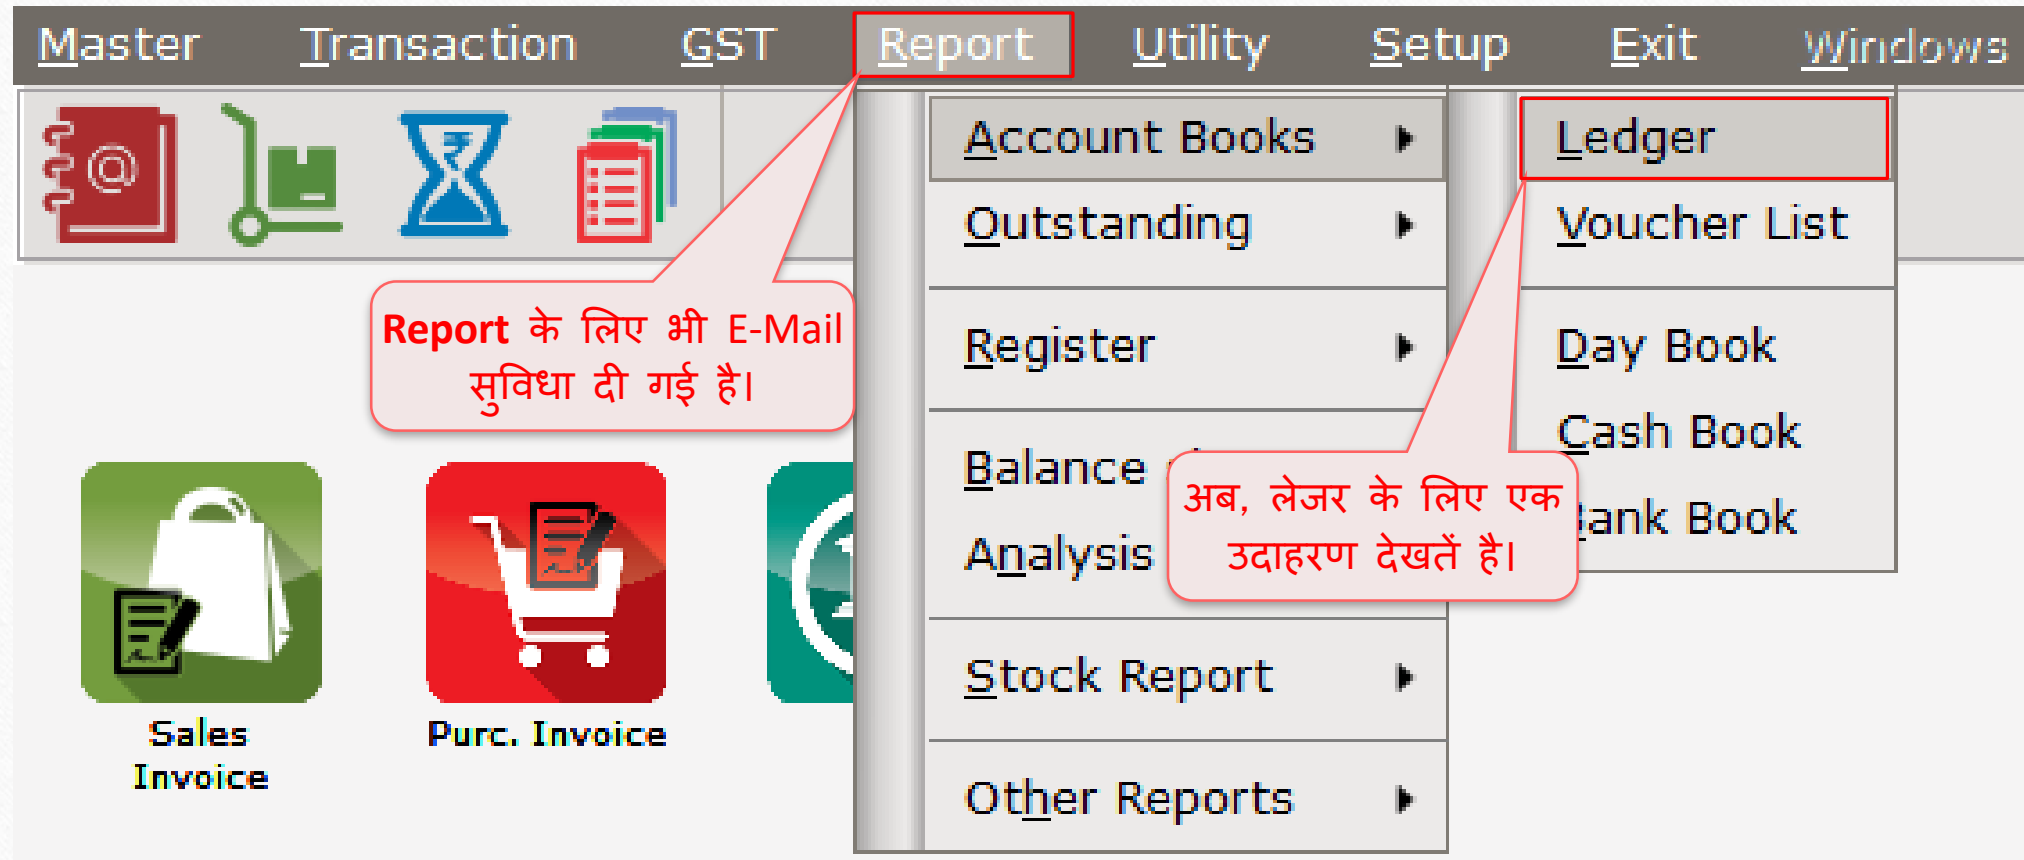 Master Transaction GST Report Utility Setup Exit Windows
Account Books
Outstanding
Register
Balance
Analysis
Stock Report
Other Reports
Ledger
Voucher List
Day Book
Cash Book
Book
Report के लिए भी E-Mail
सुविधा दी गई है।
अब, लेजर के लिए एक
उदाहरण देखतें है।
Sales
Invoice
Purc. Invoice